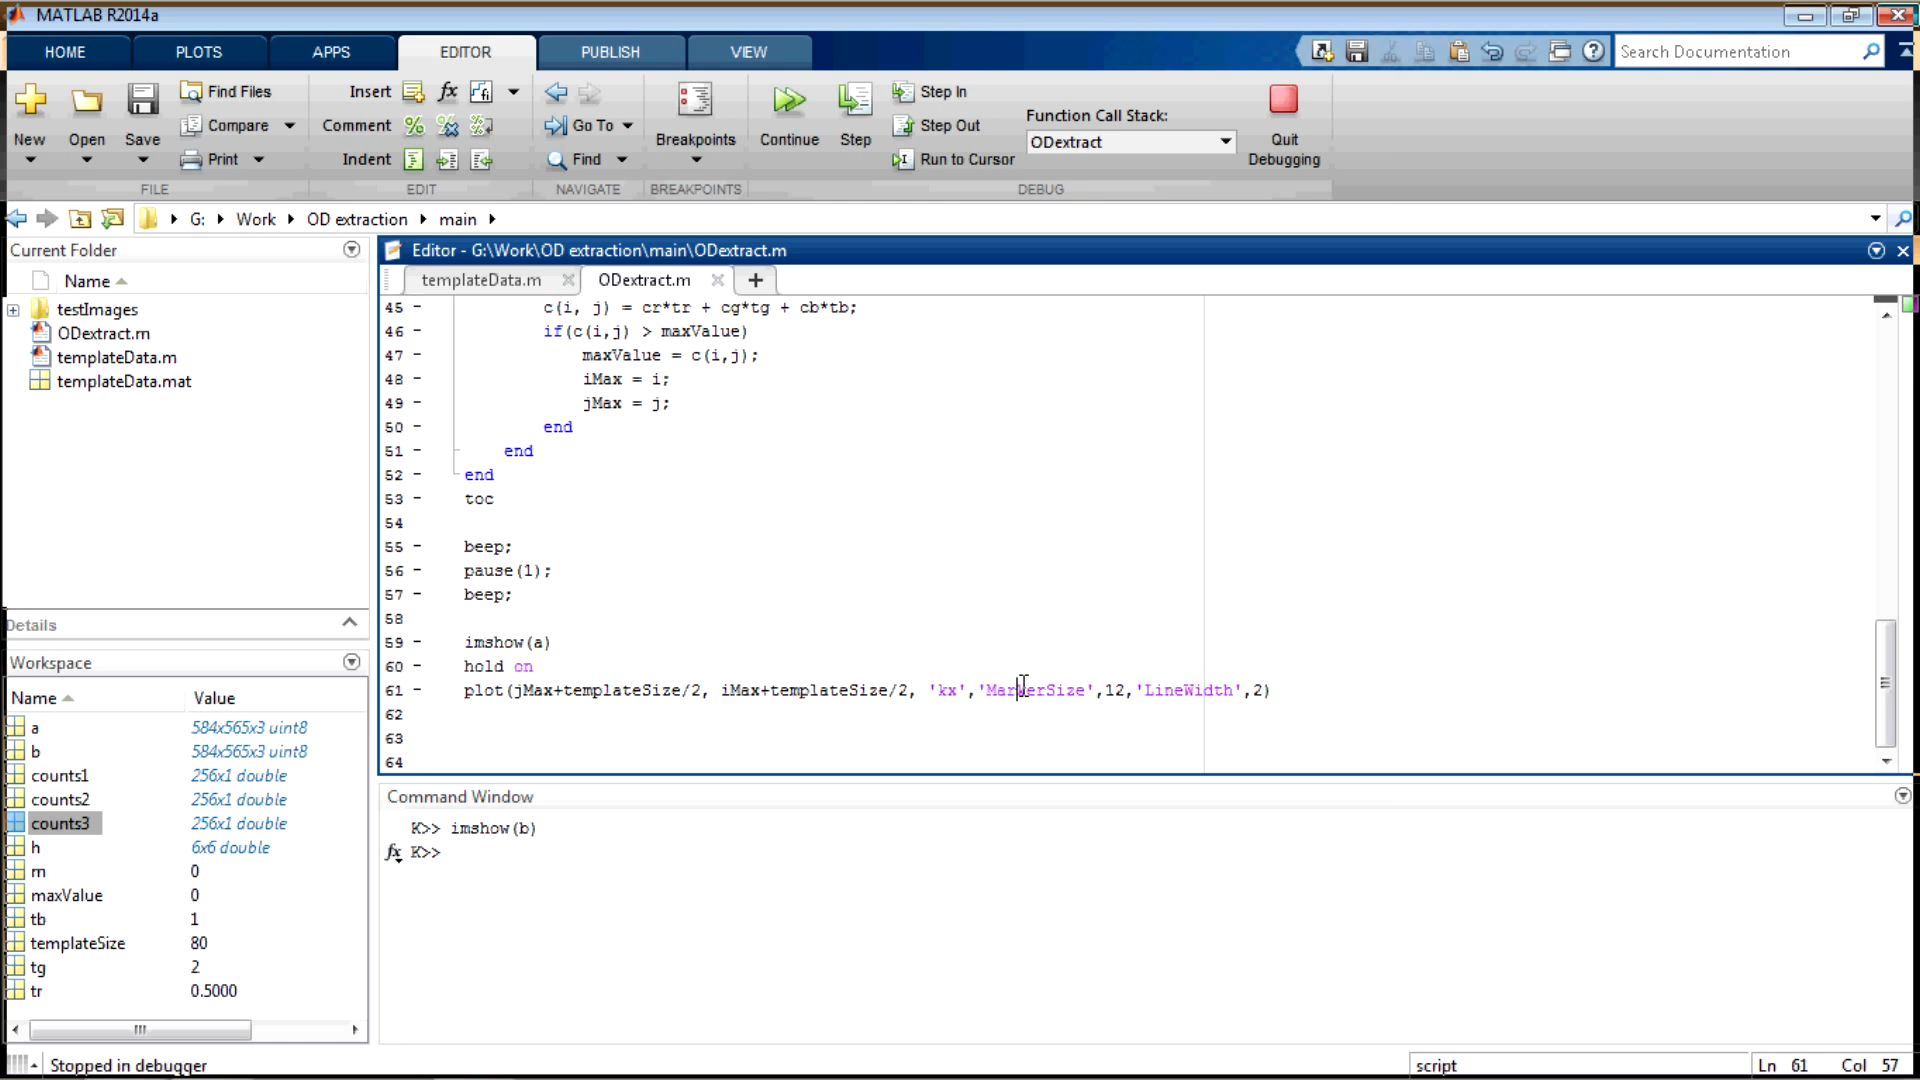 MATLAB R2014a
HOME PLOTS APPS EDITOR PUBLISH VIEW
Search Documentation
New Open Save Find Files Compare Print
Insert fx
Comment
Indent
Go To
Find
Breakpoints
Continue Step Step In
Step Out
Run to Cursor
Function Call Stack:
ODextract
Quit Debugging
FILE EDIT NAVIGATE BREAKPOINTS DEBUG
G: Work OD extraction main
Current Folder
Name
testImages
ODextract.m
templateData.m
templateData.mat
Details
Workspace
Name Value
a 584x565x3 uint8
b 584x565x3 uint8
counts1 256x1 double
counts2 256x1 double
counts3 256x1 double
h 6x6 double
m 0
maxValue 0
tb 1
templateSize 80
tg 2
tr 0.5000
Editor - G:\Work\OD extraction\main\ODextract.m
templateData.m ODextract.m
45 - c(i, j) = cr*tr + cg*tg + cb*tb;
46 - if(c(i,j) > maxValue)
47 - maxValue = c(i,j);
48 - iMax = i;
49 - jMax = j;
50 - end
51 - end
52 - end
53 - toc
54
55 - beep;
56 - pause(1);
57 - beep;
58
59 - imshow(a)
60 - hold on
61 - plot(jMax+templateSize/2, iMax+templateSize/2, 'kx','MarkerSize',12,'LineWidth',2)
62
63
64
Command Window
K>> imshow(b)
fx K>>
Stopped in debugger
script
Ln 61 Col 57